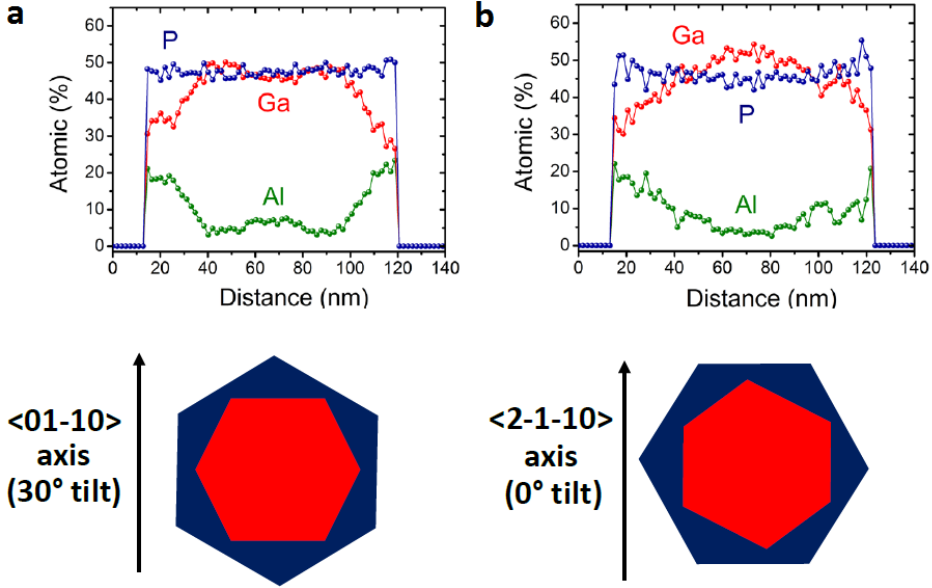 a
60
50
40
30
20
10
0
Atomic (%)
P
Ga
Al
0 20 40 60 80 100 120 140
Distance (nm)
b
60
50
40
30
20
10
0
Atomic (%)
Ga
P
Al
0 20 40 60 80 100 120 140
Distance (nm)
<01-10>
axis
(30° tilt)
<2-1-10>
axis
(0° tilt)